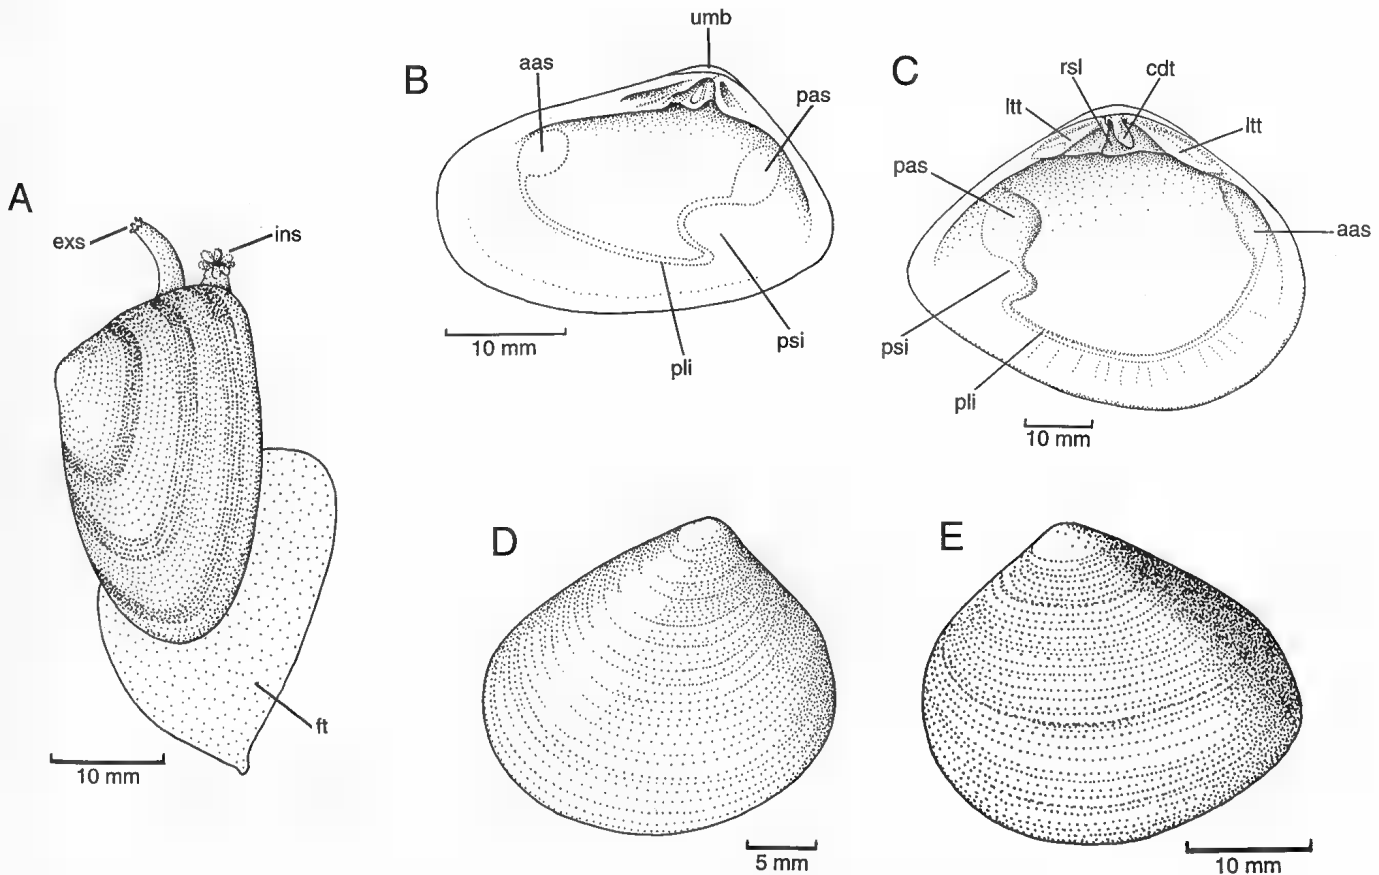 A
exs
ins
ft
10 mm
B
umb
aas
pas
psi
pli
10 mm
C
rsl
cdt
ltt
ltt
pas
aas
psi
pli
10 mm
D
5 mm
E
10 mm